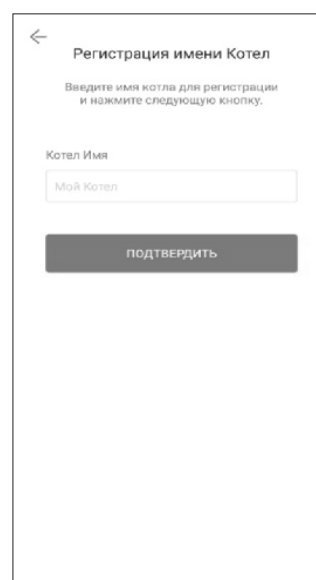 Регистрация имени Котел
Введите имя котла для регистрации
и нажмите следующую кнопку.
Котел Имя
Мой Котел
ПОДТВЕРДИТЬ